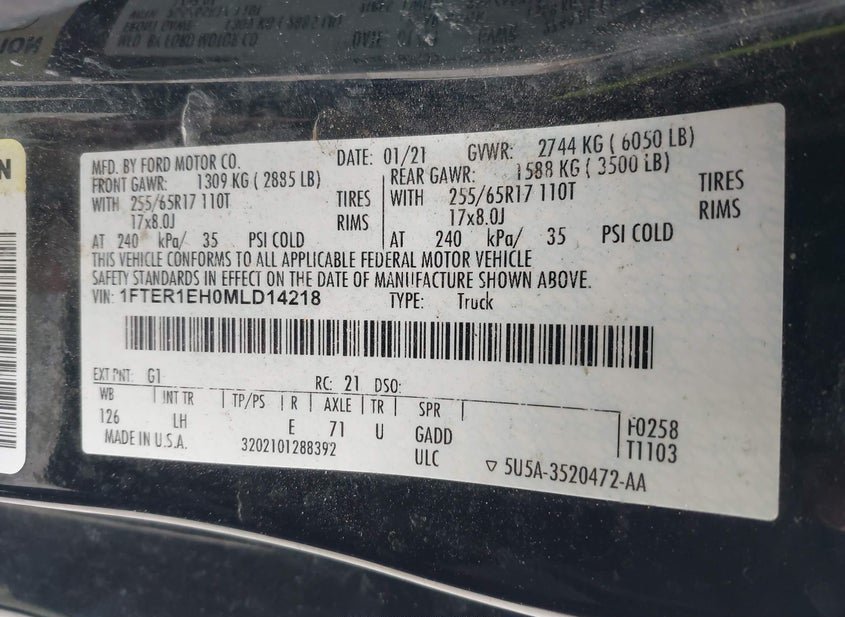 MFD. BY FORD MOTOR CO. DATE: 01/21 GVWR: 2744 KG ( 6050 LB)
FRONT GAWR: 1309 KG ( 2885 LB) REAR GAWR: 1588 KG ( 3500 LB)
WITH 255/65R17 110T TIRES WITH 255/65R17 110T TIRES
17x8.0J RIMS 17x8.0J RIMS
AT 240 kPa/ 35 PSI COLD AT 240 kPa/ 35 PSI COLD
THIS VEHICLE CONFORMS TO ALL APPLICABLE FEDERAL MOTOR VEHICLE
SAFETY STANDARDS IN EFFECT ON THE DATE OF MANUFACTURE SHOWN ABOVE.
VIN: 1FTER1EH0MLD14218 TYPE: Truck
EXT PNT: G1 RC: 21 DSO:
WB INT TR TP/PS R AXLE TR SPR
126 LH E 71 U GADD F0258
MADE IN U.S.A. 3202101288392 ULC T1103
5U5A-3520472-AA